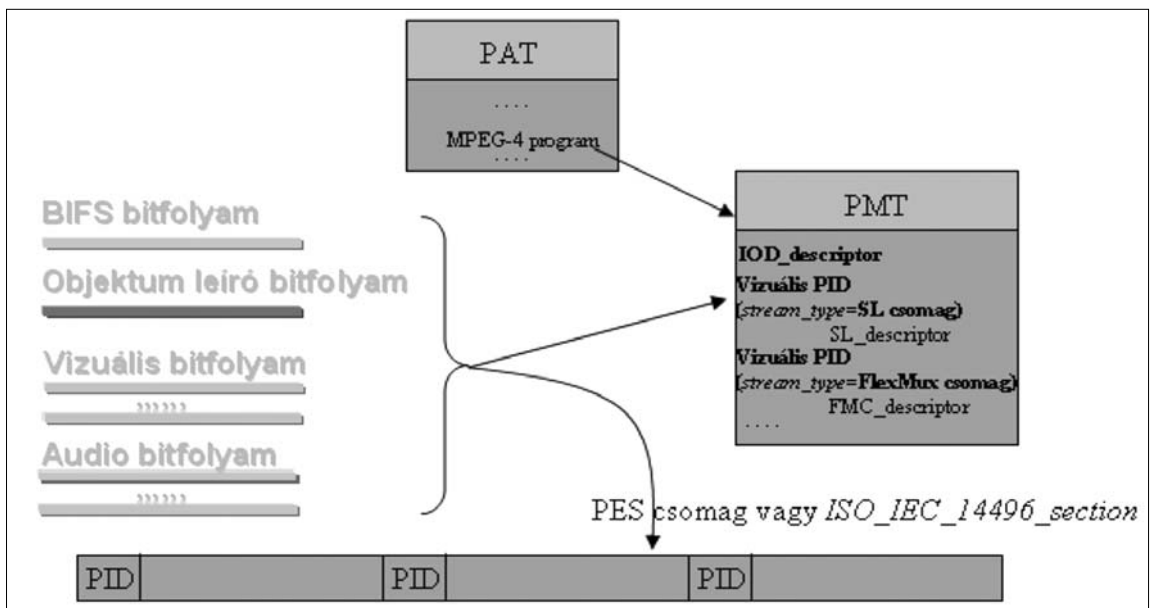 PAT
. . . .
MPEG-4 program
. . . .
PMT
IOD_descriptor
Vizuális PID
(stream_type=SL csomag)
SL_descriptor
Vizuális PID
(stream_type=FlexMux csomag)
FMC_descriptor
. . . .
BIFS bitfolyam
Objektum leíró bitfolyam
Vizuális bitfolyam
,,,,,,
Audio bitfolyam
,,,,,,
PES csomag vagy ISO_IEC_14496_section
PID PID PID